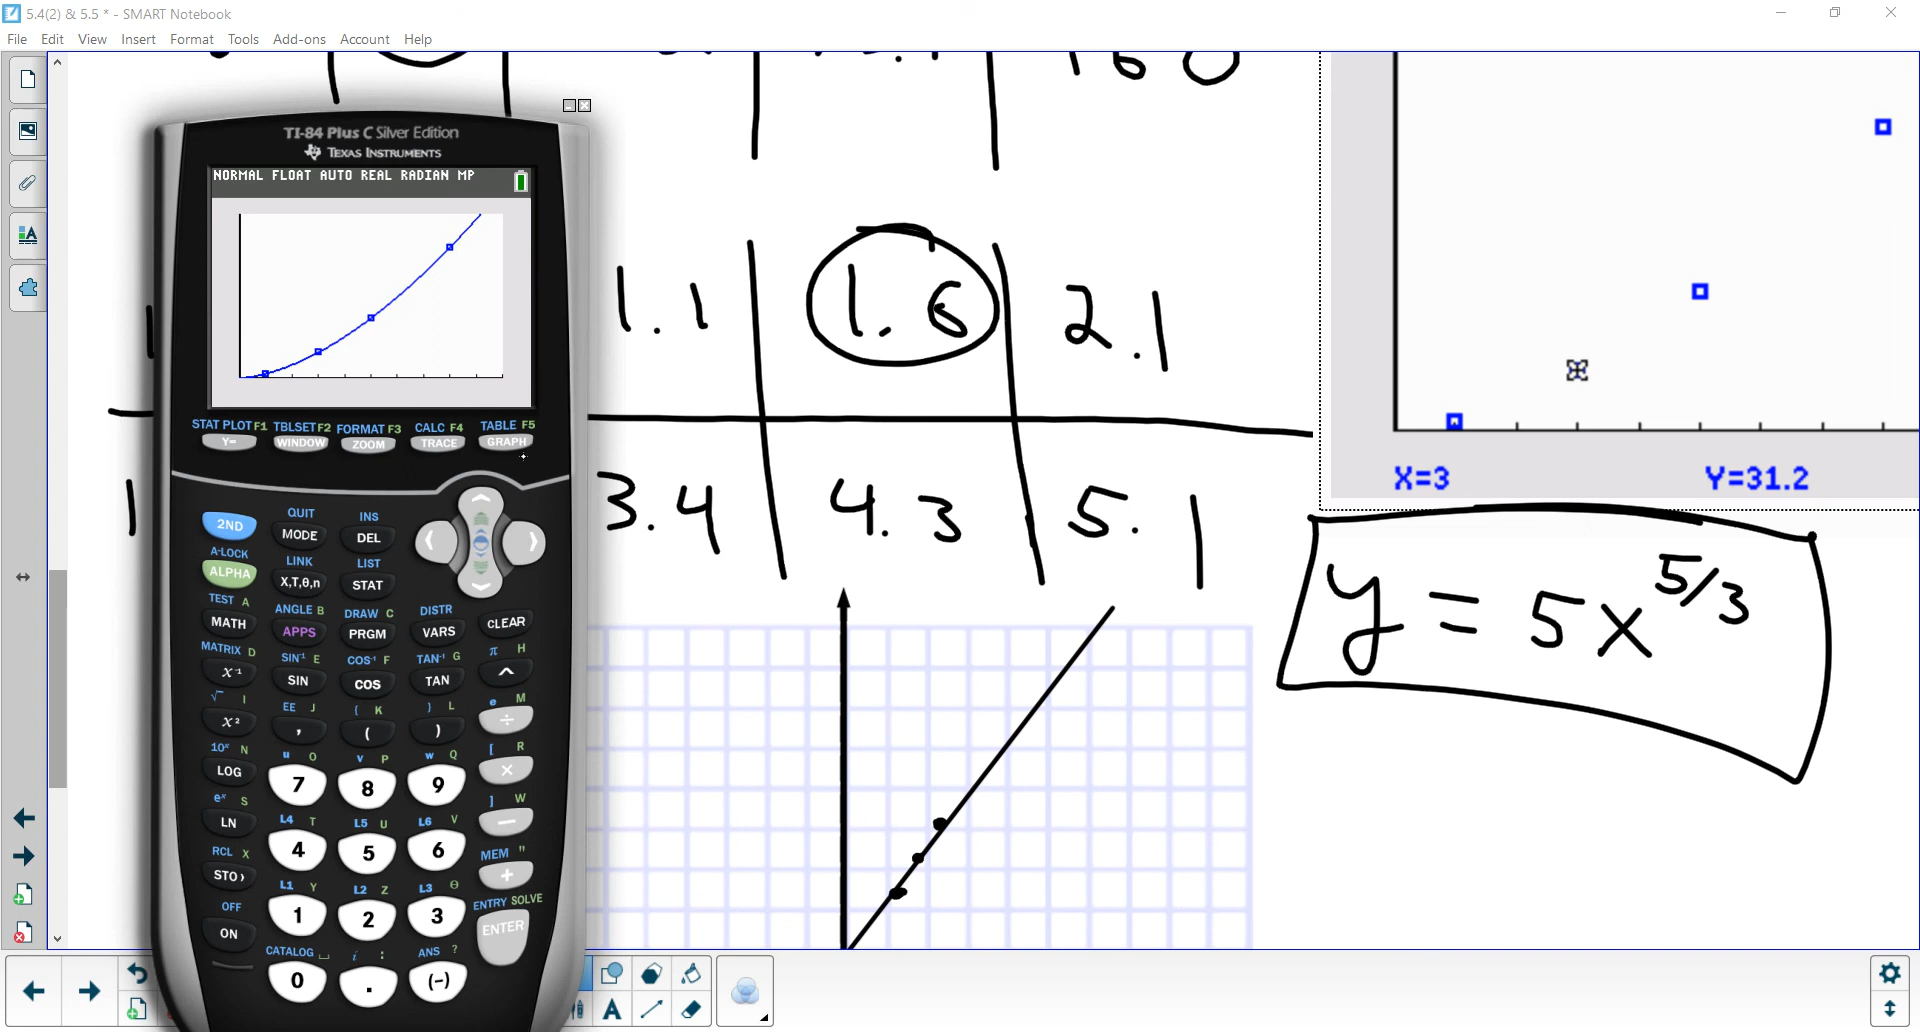 5.4(2) & 5.5 * - SMART Notebook
File Edit View Insert Format Tools Add-ons Account Help
160
TI-84 Plus C Silver Edition
TEXAS INSTRUMENTS
NORMAL FLOAT AUTO REAL RADIAN MP
1.1 1.6 2.1
3.4 4.3 5.1
X=3 Y=31.2
y = 5x^5/3
STAT PLOT F1 TBLSET F2 FORMAT F3 CALC F4 TABLE F5
Y= WINDOW ZOOM TRACE GRAPH
QUIT INS
2ND MODE DEL
A-LOCK LINK LIST
ALPHA X,T,θ,n STAT
TEST A ANGLE B DRAW C DISTR
MATH APPS PRGM VARS CLEAR
MATRIX D SIN⁻¹ E COS⁻¹ F TAN⁻¹ G π H
X⁻¹ SIN COS TAN ^
√ I EE J { K } L e M
X² , ( ) ÷
10ˣ N u O v P w Q [ R
LOG 7 8 9 ×
eˣ S L4 T L5 U L6 V ] W
LN 4 5 6 −
RCL X L1 Y L2 Z L3 θ MEM "
STO› 1 2 3 +
OFF ENTRY SOLVE
ON ENTER
CATALOG ⎵ i : ANS ?
0 . (-)
A